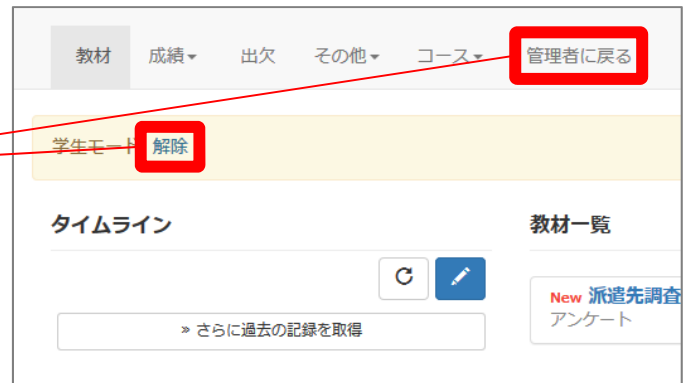 教材 成績▾ 出欠 その他▾ コース▾ 管理者に戻る
学生モード 解除
タイムライン
教材一覧
New 派遣先調査
アンケート
» さらに過去の記録を取得